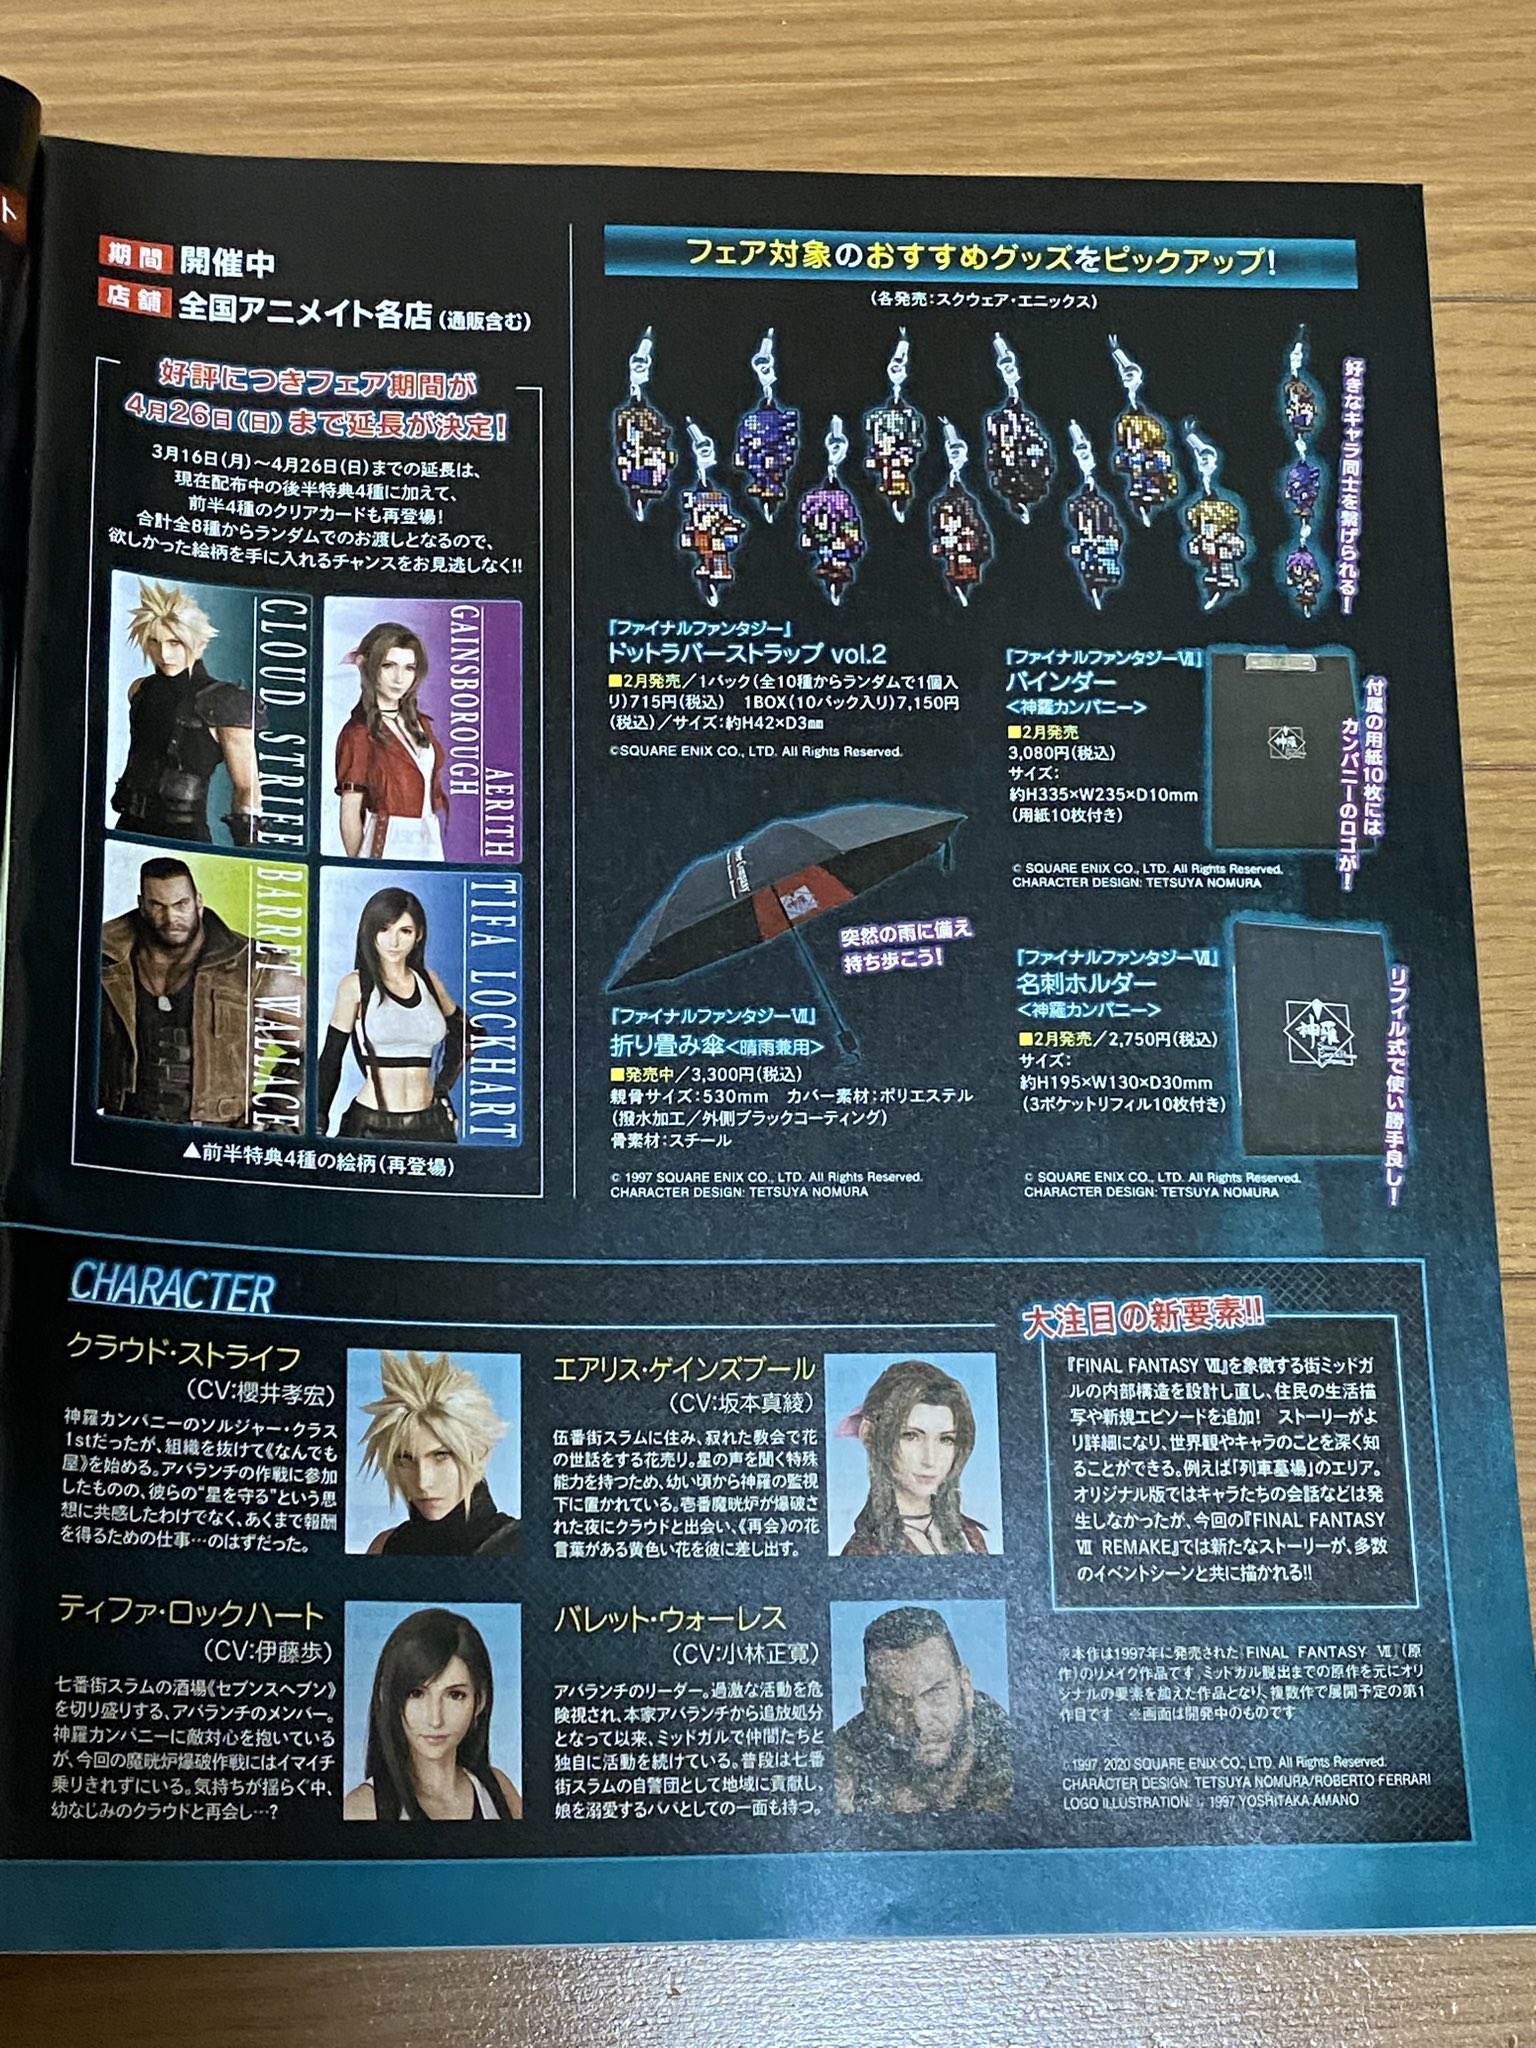 ト
期間 開催中
店舗 全国アニメイト各店(通販含む)
好評につきフェア期間が
4月26日(日)まで延長が決定!
3月16日(月)〜4月26日(日)までの延長は、
現在配布中の後半特典4種に加えて、
前半4種のクリアカードも再登場!
合計全8種からランダムでのお渡しとなるので、
欲しかった絵柄を手に入れるチャンスをお見逃しなく!!
CLOUD STRIFE
GAINSBOROUGH
AERITH
BARRET WALLACE
TIFA LOCKHART
▲前半特典4種の絵柄(再登場)
フェア対象のおすすめグッズをピックアップ!
(各発売:スクウェア・エニックス)
好きなキャラ同士を繋げられる!
『ファイナルファンタジー』
ドットラバーストラップ vol.2
■2月発売/1パック(全10種からランダムで1個入
り)715円(税込) 1BOX(10パック入り)7,150円
(税込)/サイズ:約H42×D3mm
©SQUARE ENIX CO., LTD. All Rights Reserved.
『ファイナルファンタジーⅦ』
バインダー
<神羅カンパニー>
■2月発売
3,080円(税込)
サイズ:
約H335×W235×D10mm
(用紙10枚付き)
© SQUARE ENIX CO., LTD. All Rights Reserved.
CHARACTER DESIGN: TETSUYA NOMURA
神羅
付属の用紙10枚には
カンパニーのロゴが!
突然の雨に備え
持ち歩こう!
『ファイナルファンタジーⅦ』
折り畳み傘<晴雨兼用>
■発売中/3,300円(税込)
親骨サイズ:530mm カバー素材:ポリエステル
(撥水加工/外側ブラックコーティング)
骨素材:スチール
© 1997 SQUARE ENIX CO., LTD. All Rights Reserved.
CHARACTER DESIGN: TETSUYA NOMURA
『ファイナルファンタジーⅦ』
名刺ホルダー
<神羅カンパニー>
■2月発売/2,750円(税込)
サイズ:
約H195×W130×D30mm
(3ポケットリフィル10枚付き)
© SQUARE ENIX CO., LTD. All Rights Reserved.
CHARACTER DESIGN: TETSUYA NOMURA
神羅
リフィル式で使い勝手良し!
CHARACTER
クラウド・ストライフ
(CV:櫻井孝宏)
神羅カンパニーのソルジャー・クラス
1stだったが、組織を抜けて《なんでも
屋》を始める。アバランチの作戦に参加
したものの、彼らの“星を守る”という思
想に共感したわけでなく、あくまで報酬
を得るための仕事…のはずだった。
エアリス・ゲインズブール
(CV:坂本真綾)
伍番街スラムに住み、寂れた教会で花
の世話をする花売り。星の声を聞く特殊
能力を持つため、幼い頃から神羅の監視
下に置かれている。壱番魔晄炉が爆破さ
れた夜にクラウドと出会い、《再会》の花
言葉がある黄色い花を彼に差し出す。
ティファ・ロックハート
(CV:伊藤歩)
七番街スラムの酒場《セブンスヘブン》
を切り盛りする、アバランチのメンバー。
神羅カンパニーに敵対心を抱いている
が、今回の魔晄炉爆破作戦にはイマイチ
乗りきれずにいる。気持ちが揺らぐ中、
幼なじみのクラウドと再会し…?
バレット・ウォーレス
(CV:小林正寛)
アバランチのリーダー。過激な活動を危
険視され、本家アバランチから追放処分
となって以来、ミッドガルで仲間たちと
独自に活動を続けている。普段は七番
街スラムの自警団として地域に貢献し、
娘を溺愛するパパとしての一面も持つ。
大注目の新要素!!
『FINAL FANTASY Ⅶ』を象徴する街ミッドガ
ルの内部構造を設計し直し、住民の生活描
写や新規エピソードを追加! ストーリーがよ
り詳細になり、世界観やキャラのことを深く知
ることができる。例えば「列車墓場」のエリア。
オリジナル版ではキャラたちの会話などは発
生しなかったが、今回の『FINAL FANTASY
Ⅶ REMAKE』では新たなストーリーが、多数
のイベントシーンと共に描かれる!!
※本作は1997年に発売された『FINAL FANTASY Ⅶ』(原
作)のリメイク作品です。ミッドガル脱出までの原作を元にオリ
ジナルの要素を加えた作品となり、複数作で展開予定の第1
作目です ※画面は開発中のものです
© 1997, 2020 SQUARE ENIX CO., LTD. All Rights Reserved.
CHARACTER DESIGN: TETSUYA NOMURA/ROBERTO FERRARI
LOGO ILLUSTRATION: © 1997 YOSHITAKA AMANO